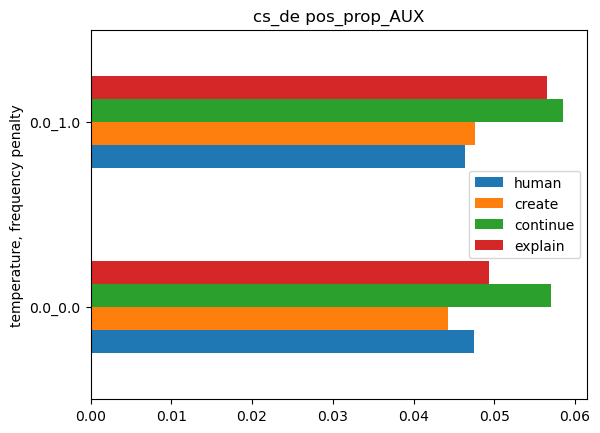 cs_de pos_prop_AUX
temperature, frequency penalty
0.0_1.0
0.0_0.0
human
create
continue
explain
0.00 0.01 0.02 0.03 0.04 0.05 0.06